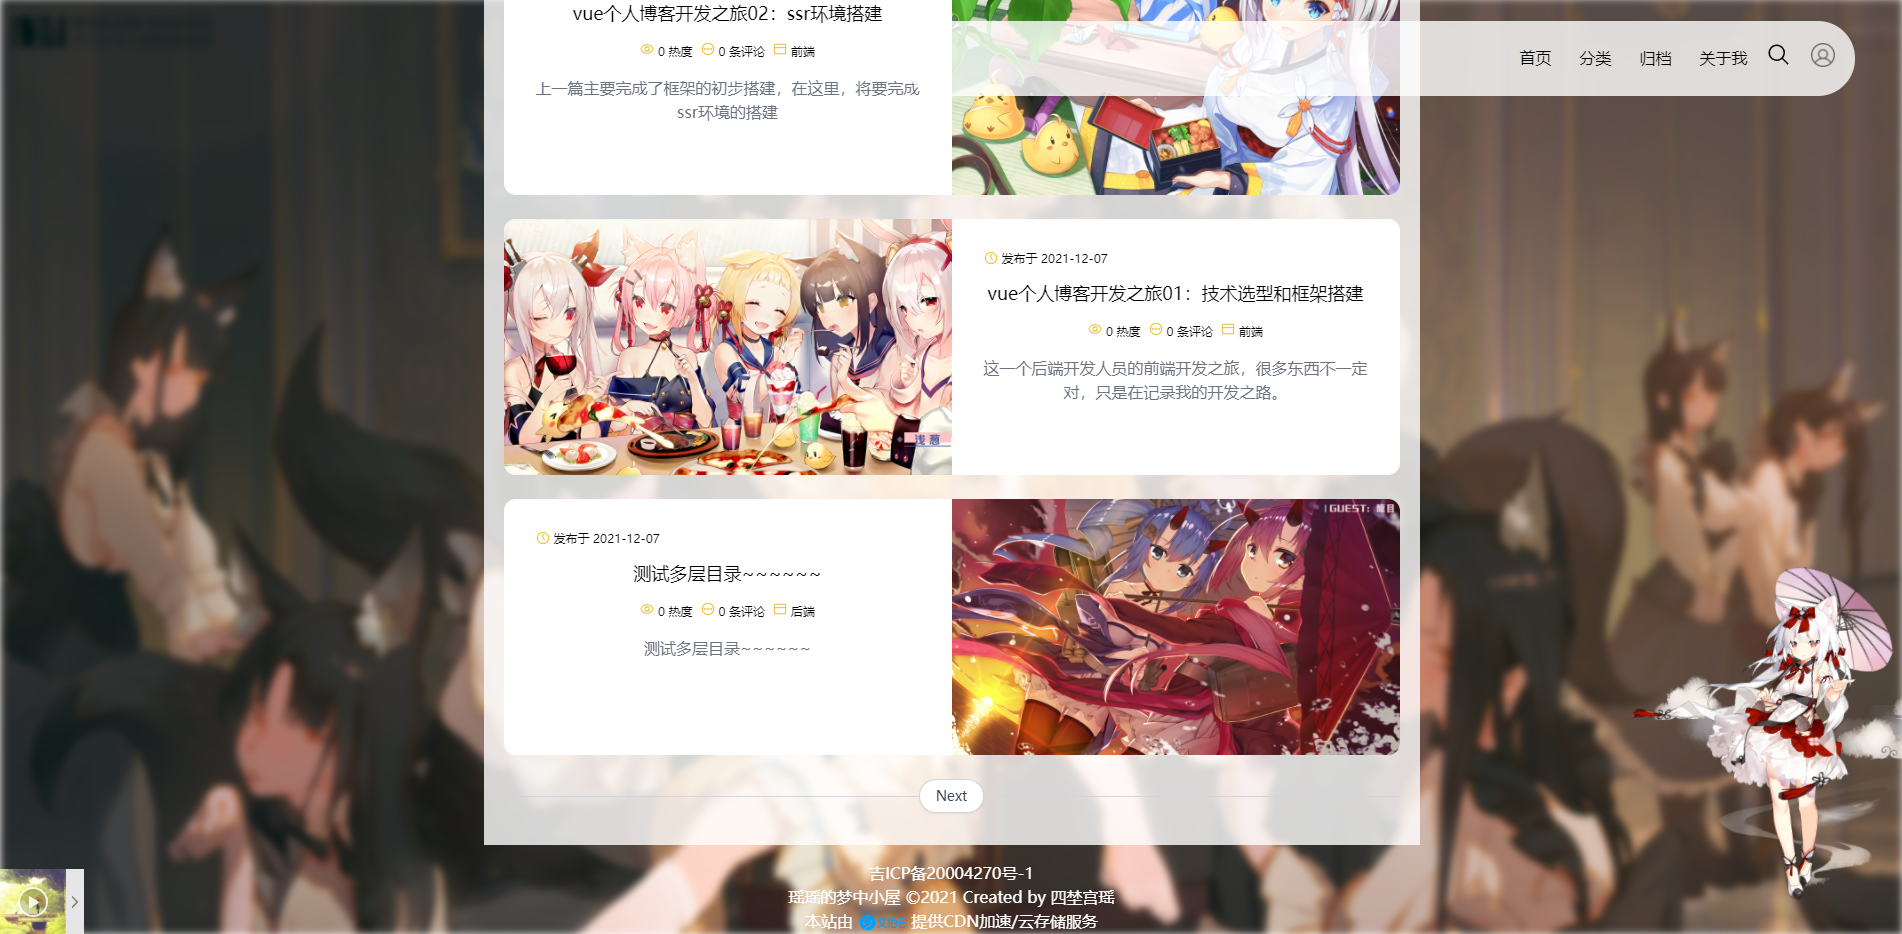 首页 分类 归档 关于我
vue个人博客开发之旅02：ssr环境搭建
0 热度 0 条评论 前端
上一篇主要完成了框架的初步搭建，在这里，将要完成
ssr环境的搭建
发布于 2021-12-07
vue个人博客开发之旅01：技术选型和框架搭建
0 热度 0 条评论 前端
这一个后端开发人员的前端开发之旅，很多东西不一定
对，只是在记录我的开发之路。
浅葱
发布于 2021-12-07
测试多层目录~~~~~~
0 热度 0 条评论 后端
测试多层目录~~~~~~
GUEST：
Next
吉ICP备20004270号-1
瑶瑶的梦中小屋 ©2021 Created by 四埜宫瑶
本站由 提供CDN加速/云存储服务